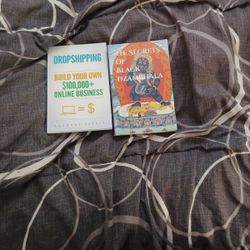 DROPSHIPPING
BUILD YOUR OWN
$100,000+
ONLINE BUSINESS
= $
THE SECRETS
OF
BLACK
DZAMBHALA